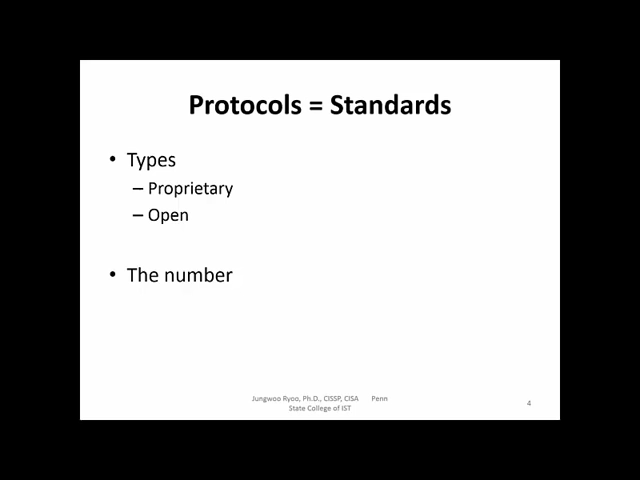 Protocols = Standards
• Types
– Proprietary
– Open
• The number
Jungwoo Ryoo, Ph.D., CISSP, CISA Penn
State College of IST
4